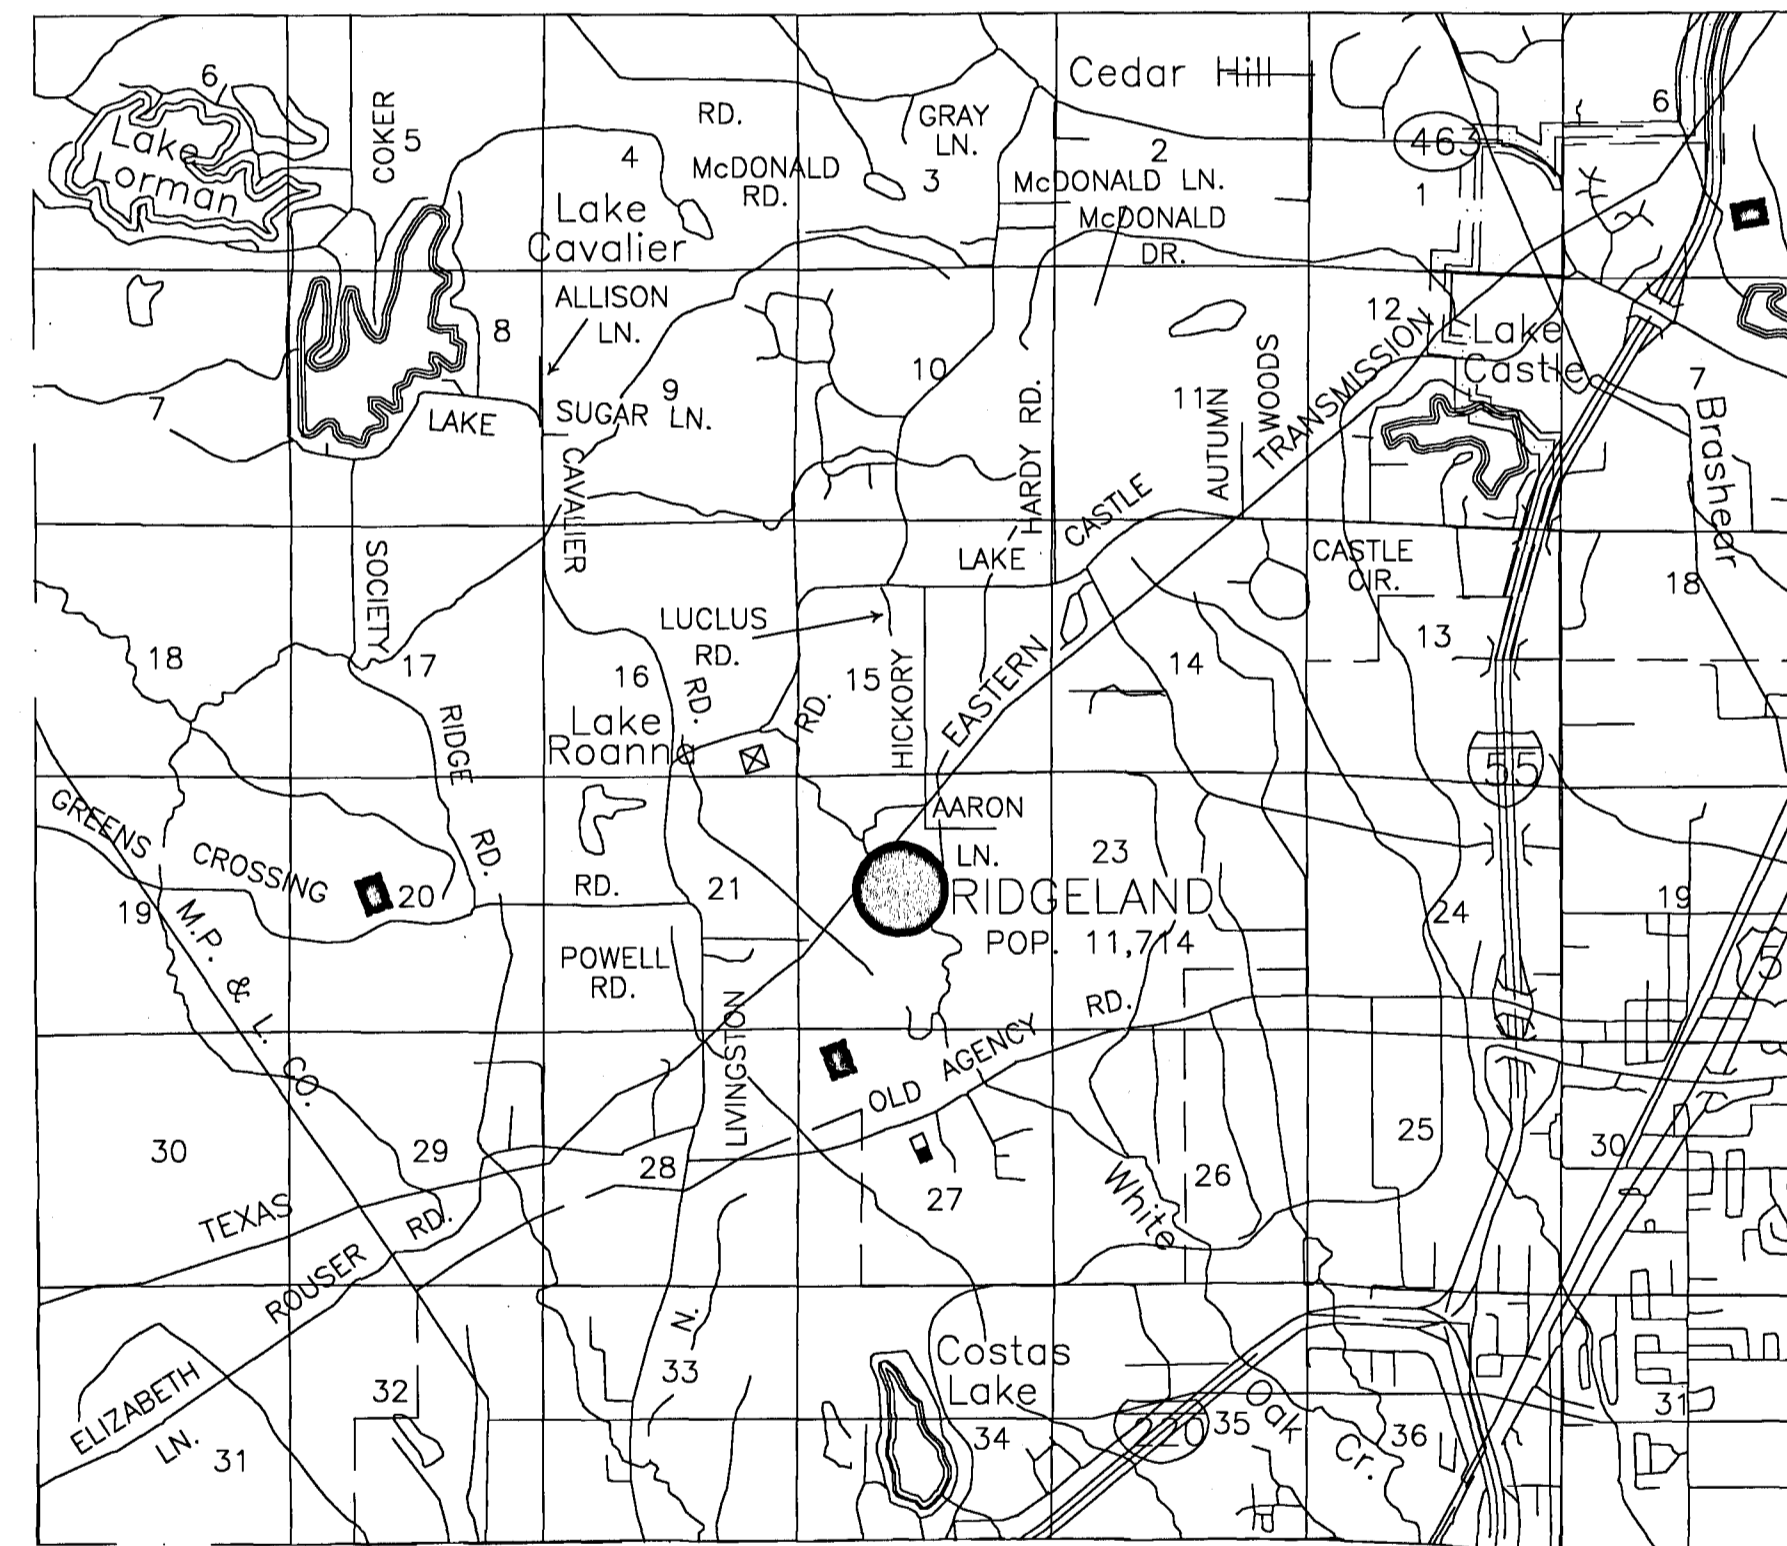 6
Lake
Lorman
COKER
5
RD.
GRAY
LN.
Cedar Hill
463
6
4
McDONALD
RD.
3
2
McDONALD LN.
1
Lake
Cavalier
McDONALD
DR.
ALLISON
LN.
8
12
Lake
Castle
7
LAKE
9
SUGAR LN.
10
HARDY RD.
11
AUTUMN
WOODS
TRANSMISSION
7
Brashear
CAVALIER
CASTLE
LAKE
CASTLE
CIR.
18
SOCIETY
LUCLUS
RD.
13
18
17
16
RD.
15
HICKORY
EASTERN
14
Lake
Roanna
RD.
RIDGE
RD.
55
GREENS
CROSSING
20
AARON
LN.
23
RD.
21
RIDGELAND
POP. 11,714
24
19
19
M.P. & L. CO.
POWELL
RD.
LIVINGSTON
5
OLD AGENCY
RD.
30
29
28
27
26
25
30
White
TEXAS
ROUSER
RD.
N.
33
Costas
Lake
ELIZABETH
LN.
31
32
34
220
35
Oak
Cr.
36
31